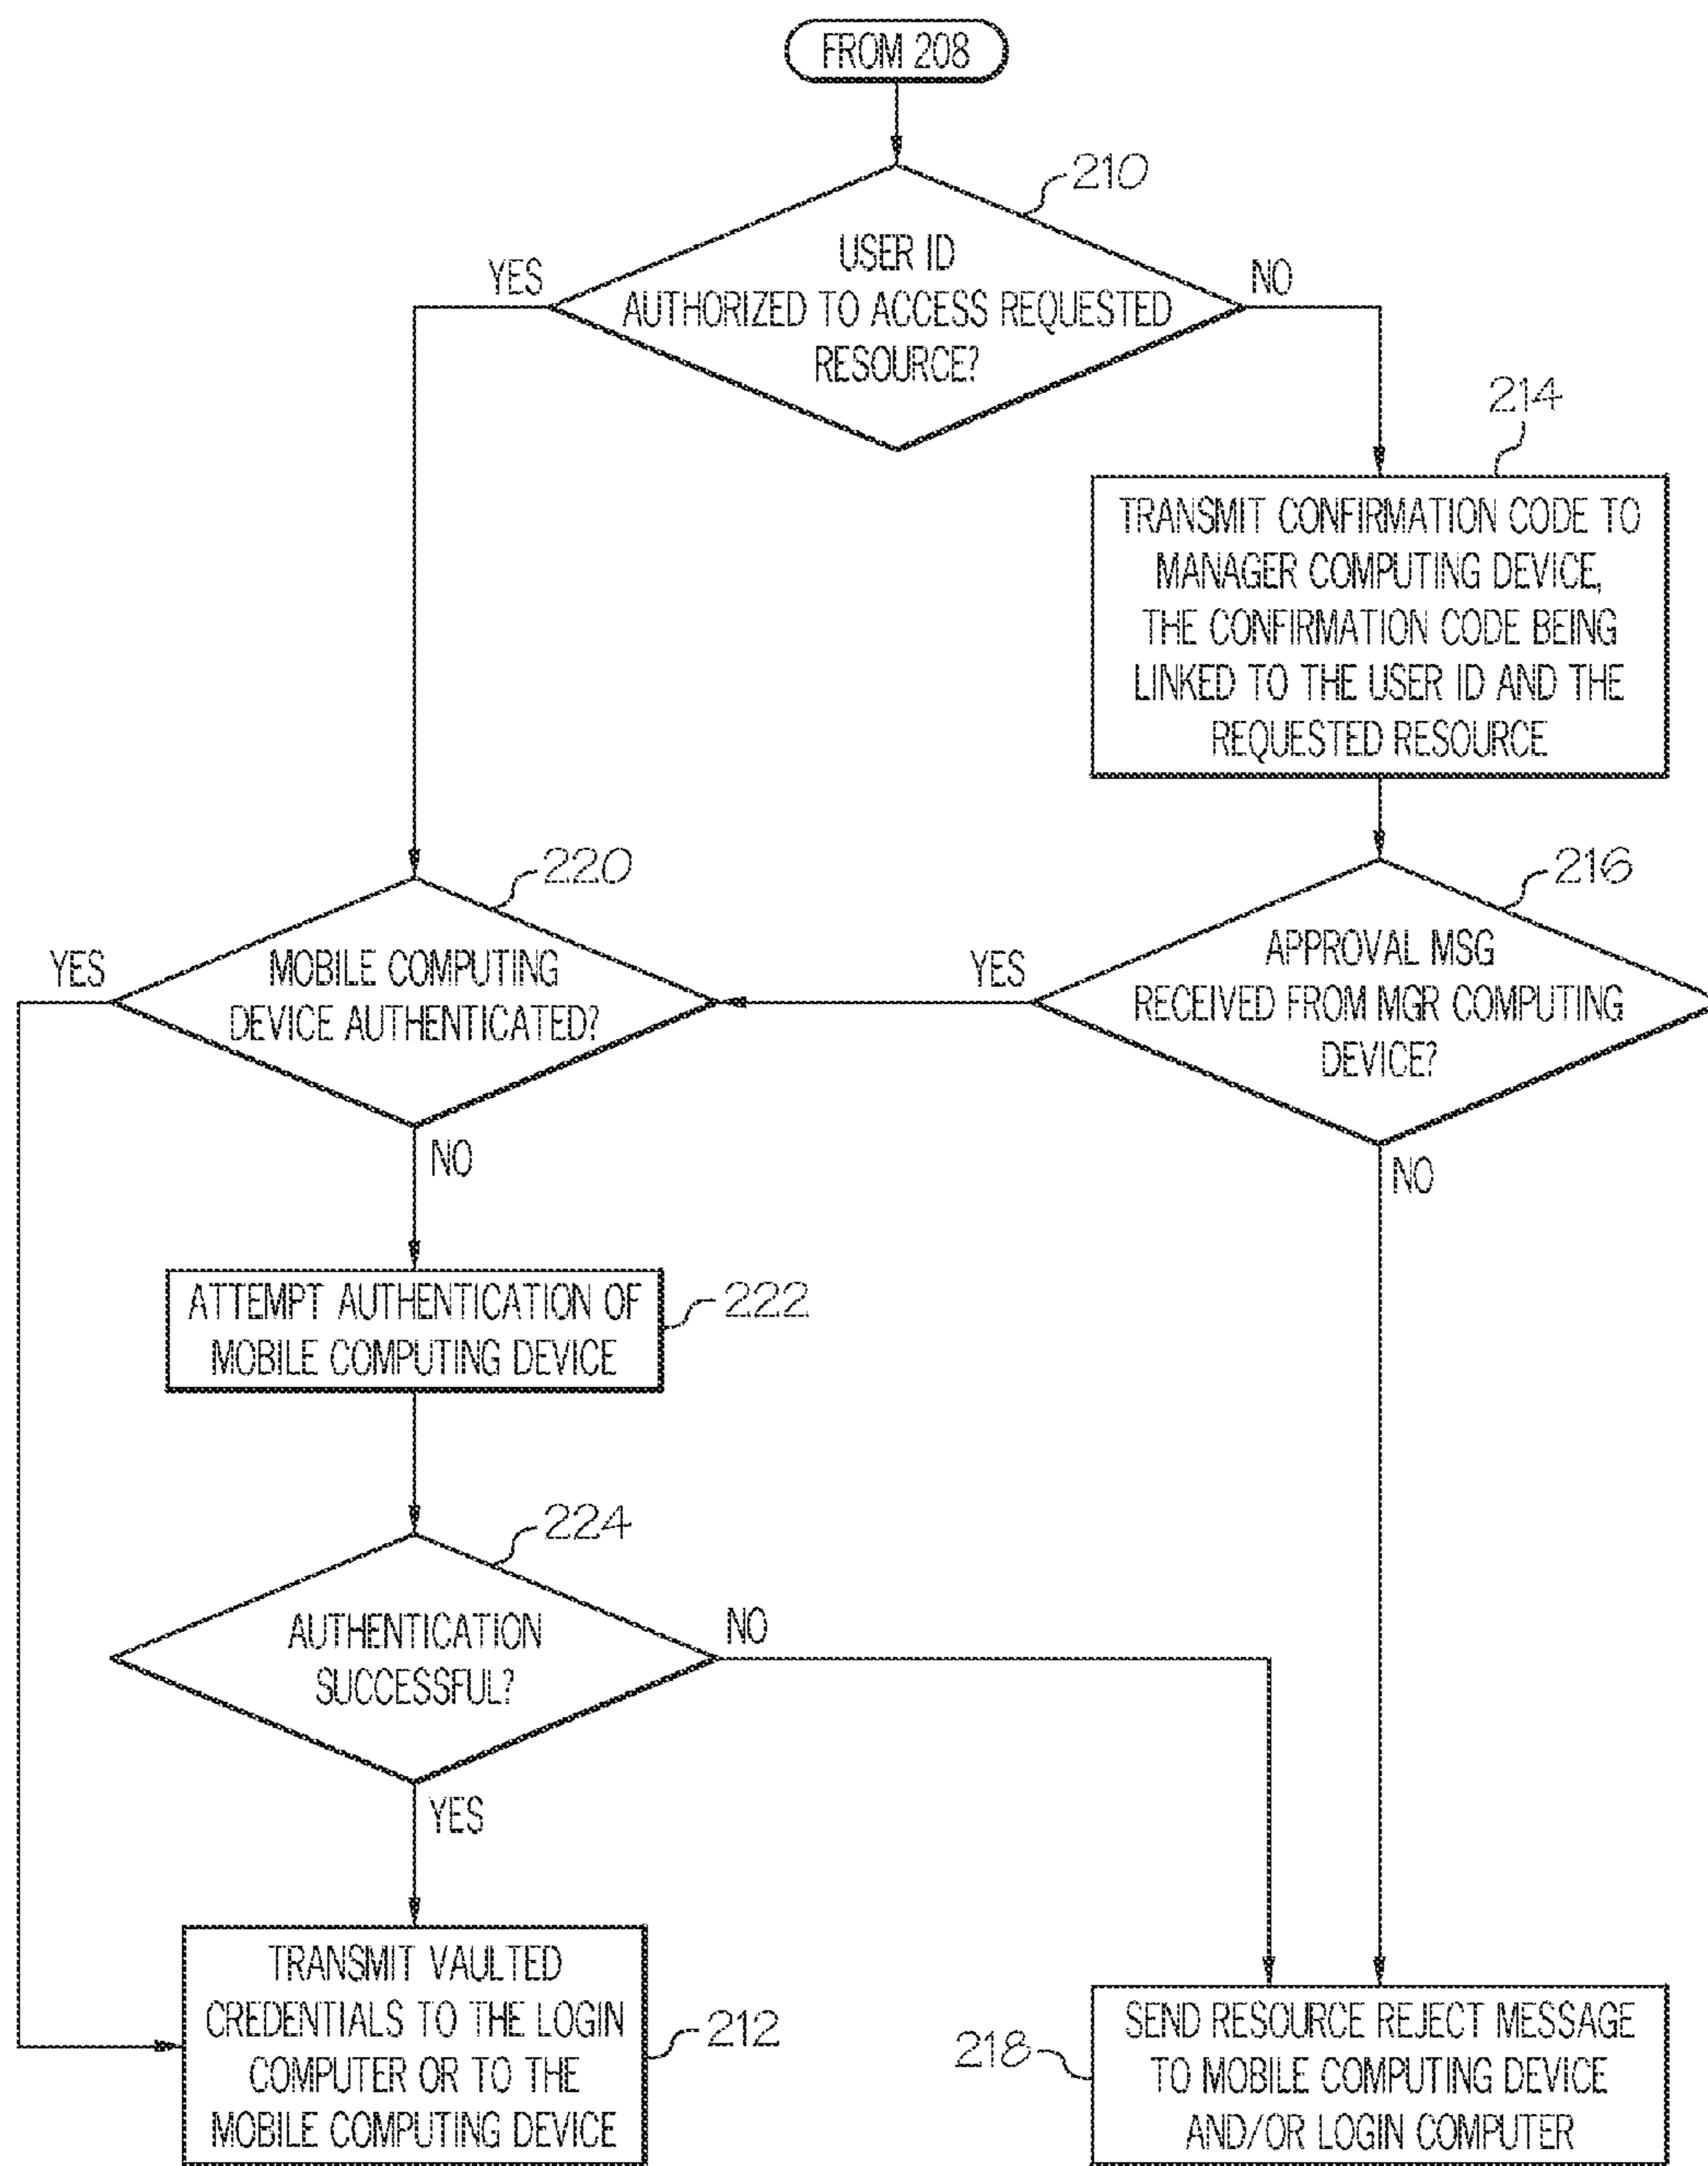 FROM 208
210
USER ID
AUTHORIZED TO ACCESS REQUESTED
RESOURCE?
YES
NO
214
TRANSMIT CONFIRMATION CODE TO
MANAGER COMPUTING DEVICE,
THE CONFIRMATION CODE BEING
LINKED TO THE USER ID AND THE
REQUESTED RESOURCE
220
MOBILE COMPUTING
DEVICE AUTHENTICATED?
YES
NO
216
APPROVAL MSG
RECEIVED FROM MGR COMPUTING
DEVICE?
YES
NO
ATTEMPT AUTHENTICATION OF
MOBILE COMPUTING DEVICE
222
224
AUTHENTICATION
SUCCESSFUL?
NO
YES
TRANSMIT VAULTED
CREDENTIALS TO THE LOGIN
COMPUTER OR TO THE
MOBILE COMPUTING DEVICE
212
218
SEND RESOURCE REJECT MESSAGE
TO MOBILE COMPUTING DEVICE
AND/OR LOGIN COMPUTER